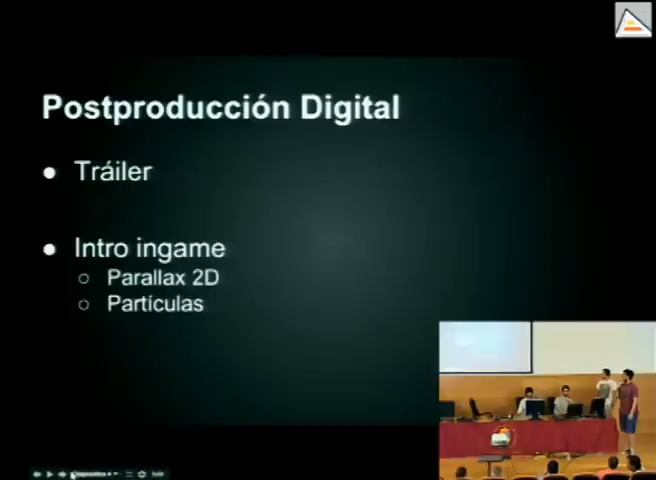 Postproducción Digital
Tráiler
Intro ingame
Parallax 2D
Partículas